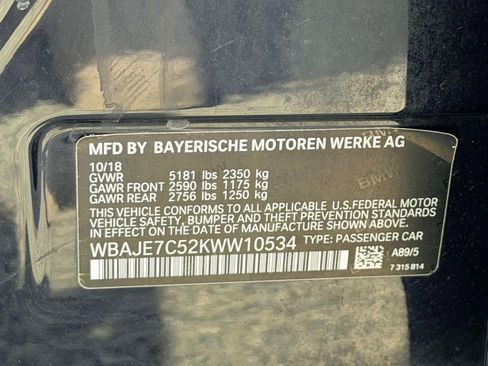 MFD BY BAYERISCHE MOTOREN WERKE AG
10/18
GVWR 5181 lbs 2350 kg
GAWR FRONT 2590 lbs 1175 kg
GAWR REAR 2756 lbs 1250 kg
THIS VEHICLE CONFORMS TO ALL APPLICABLE U.S.FEDERAL MOTOR
VEHICLE SAFETY, BUMPER AND THEFT PREVENTION STANDARDS
IN EFFECT ON THE DATE OF MANUFACTURE SHOWN ABOVE.
WBAJE7C52KWW10534 TYPE: PASSENGER CAR
A89/5
7 315 814
BMW